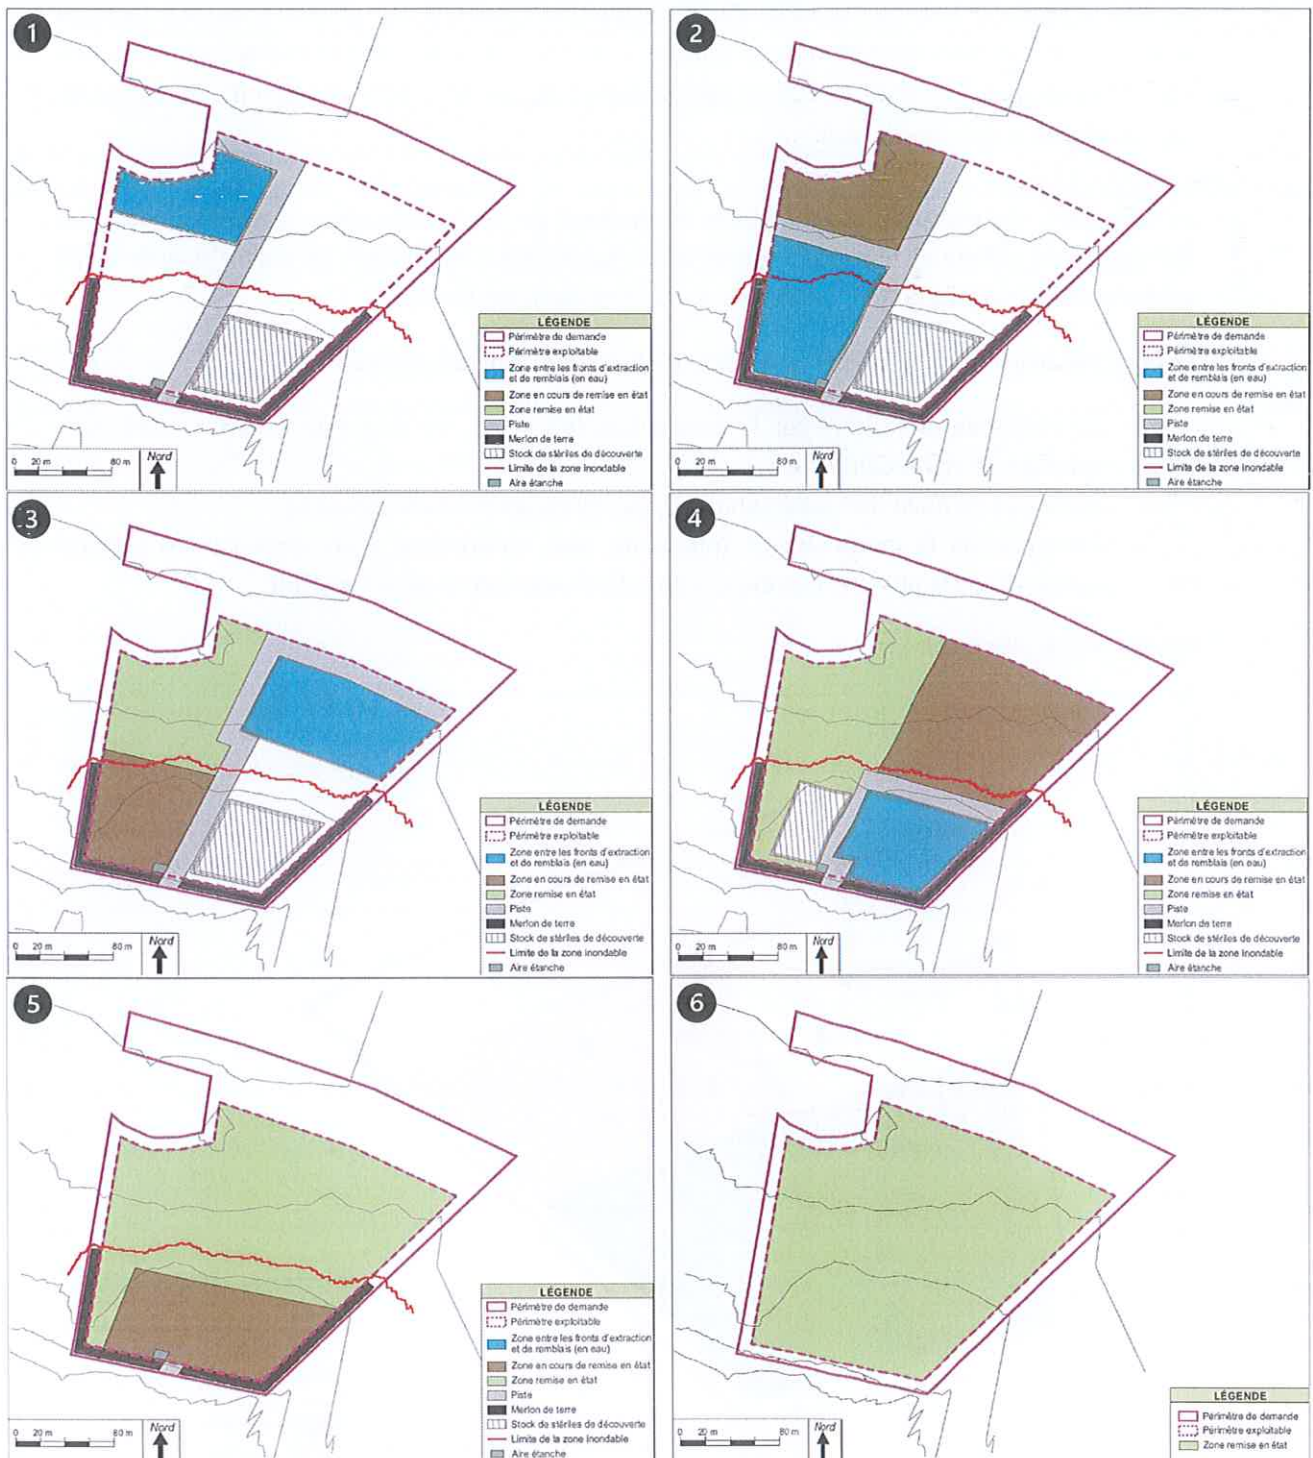 1
LÉGENDE
Périmètre de demande
Périmètre exploitable
Zone entre les fronts d'extraction
et de remblais (en eau)
Zone en cours de remise en état
Zone remise en état
Piste
Merlon de terre
Stock de stériles de découverte
Limite de la zone inondable
Aire étanche
0 20 m 80 m
Nord
2
LÉGENDE
Périmètre de demande
Périmètre exploitable
Zone entre les fronts d'extraction
et de remblais (en eau)
Zone en cours de remise en état
Zone remise en état
Piste
Merlon de terre
Stock de stériles de découverte
Limite de la zone inondable
Aire étanche
0 20 m 80 m
Nord
3
LÉGENDE
Périmètre de demande
Périmètre exploitable
Zone entre les fronts d'extraction
et de remblais (en eau)
Zone en cours de remise en état
Zone remise en état
Piste
Merlon de terre
Stock de stériles de découverte
Limite de la zone inondable
Aire étanche
0 20 m 80 m
Nord
4
LÉGENDE
Périmètre de demande
Périmètre exploitable
Zone entre les fronts d'extraction
et de remblais (en eau)
Zone en cours de remise en état
Zone remise en état
Piste
Merlon de terre
Stock de stériles de découverte
Limite de la zone inondable
Aire étanche
0 20 m 80 m
Nord
5
LÉGENDE
Périmètre de demande
Périmètre exploitable
Zone entre les fronts d'extraction
et de remblais (en eau)
Zone en cours de remise en état
Zone remise en état
Piste
Merlon de terre
Stock de stériles de découverte
Limite de la zone inondable
Aire étanche
0 20 m 80 m
Nord
6
LÉGENDE
Périmètre de demande
Périmètre exploitable
Zone remise en état
0 20 m 80 m
Nord